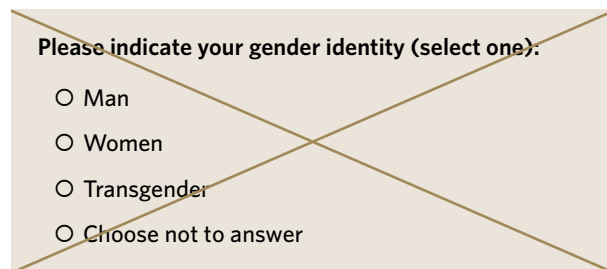 Please indicate your gender identity (select one):
Man
Women
Transgender
Choose not to answer